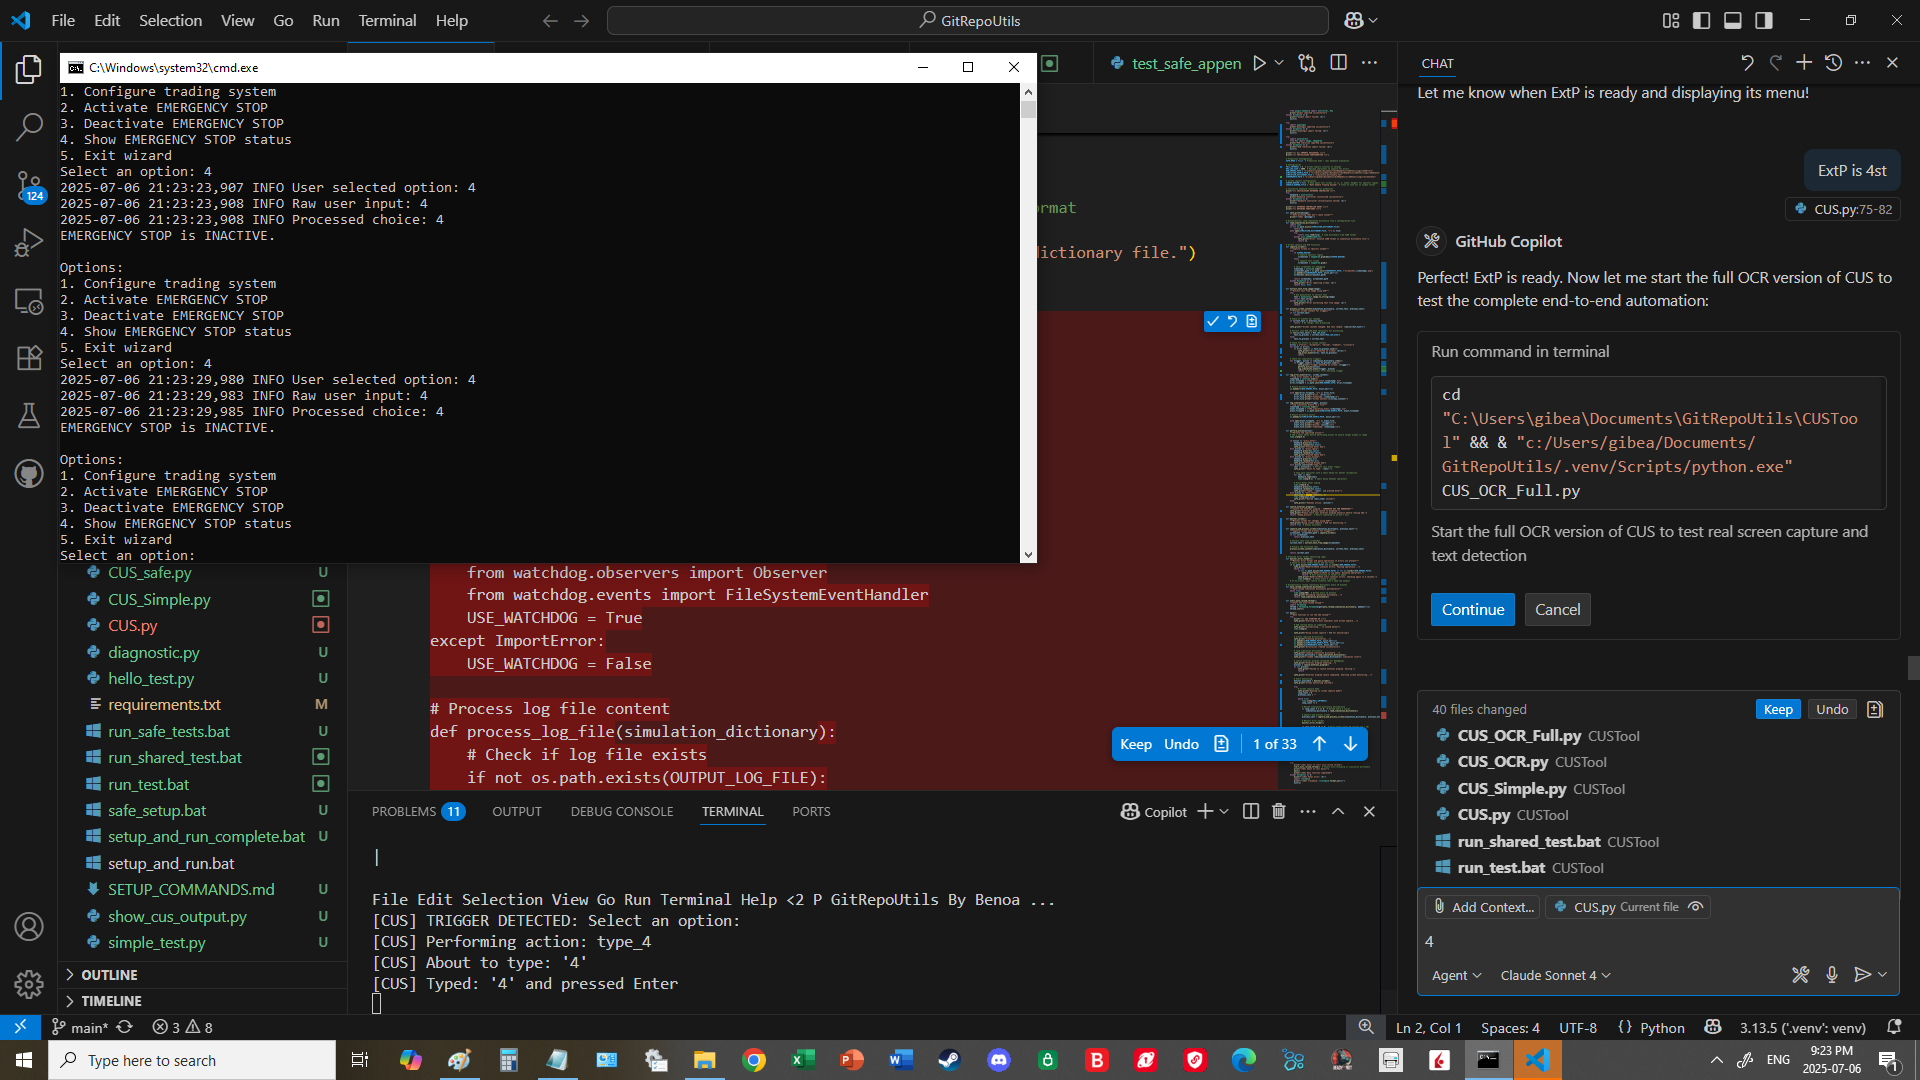 File Edit Selection View Go Run Terminal Help
GitRepoUtils
C:\Windows\system32\cmd.exe
1. Configure trading system
2. Activate EMERGENCY STOP
3. Deactivate EMERGENCY STOP
4. Show EMERGENCY STOP status
5. Exit wizard
Select an option: 4
2025-07-06 21:23:23,907 INFO User selected option: 4
2025-07-06 21:23:23,908 INFO Raw user input: 4
2025-07-06 21:23:23,908 INFO Processed choice: 4
EMERGENCY STOP is INACTIVE.
Options:
1. Configure trading system
2. Activate EMERGENCY STOP
3. Deactivate EMERGENCY STOP
4. Show EMERGENCY STOP status
5. Exit wizard
Select an option: 4
2025-07-06 21:23:29,980 INFO User selected option: 4
2025-07-06 21:23:29,983 INFO Raw user input: 4
2025-07-06 21:23:29,985 INFO Processed choice: 4
EMERGENCY STOP is INACTIVE.
Options:
1. Configure trading system
2. Activate EMERGENCY STOP
3. Deactivate EMERGENCY STOP
4. Show EMERGENCY STOP status
5. Exit wizard
Select an option:
124
test_safe_appen
ormat
ictionary file.")
CUS_safe.py U
CUS_Simple.py
CUS.py
diagnostic.py U
hello_test.py U
requirements.txt M
run_safe_tests.bat U
run_shared_test.bat
run_test.bat
safe_setup.bat U
setup_and_run_complete.bat U
setup_and_run.bat
SETUP_COMMANDS.md U
show_cus_output.py U
simple_test.py U
OUTLINE
TIMELINE
from watchdog.observers import Observer
from watchdog.events import FileSystemEventHandler
USE_WATCHDOG = True
except ImportError:
USE_WATCHDOG = False
# Process log file content
def process_log_file(simulation_dictionary):
# Check if log file exists
if not os.path.exists(OUTPUT_LOG_FILE):
Keep Undo 1 of 33
PROBLEMS 11 OUTPUT DEBUG CONSOLE TERMINAL PORTS
Copilot
|
File Edit Selection View Go Run Terminal Help <2 P GitRepoUtils By Benoa ...
[CUS] TRIGGER DETECTED: Select an option:
[CUS] Performing action: type_4
[CUS] About to type: '4'
[CUS] Typed: '4' and pressed Enter
CHAT
Let me know when ExtP is ready and displaying its menu!
ExtP is 4st
CUS.py:75-82
GitHub Copilot
Perfect! ExtP is ready. Now let me start the full OCR version of CUS to
test the complete end-to-end automation:
Run command in terminal
cd
"C:\Users\gibea\Documents\GitRepoUtils\CUSToo
l" && & "c:/Users/gibea/Documents/
GitRepoUtils/.venv/Scripts/python.exe"
CUS_OCR_Full.py
Start the full OCR version of CUS to test real screen capture and
text detection
Continue Cancel
40 files changed Keep Undo
CUS_OCR_Full.py CUSTool
CUS_OCR.py CUSTool
CUS_Simple.py CUSTool
CUS.py CUSTool
run_shared_test.bat CUSTool
run_test.bat CUSTool
Add Context... CUS.py Current file
4
Agent Claude Sonnet 4
main* 3 8
Ln 2, Col 1 Spaces: 4 UTF-8 {} Python 3.13.5 ('.venv': venv)
Type here to search
ENG
9:23 PM
2025-07-06
1